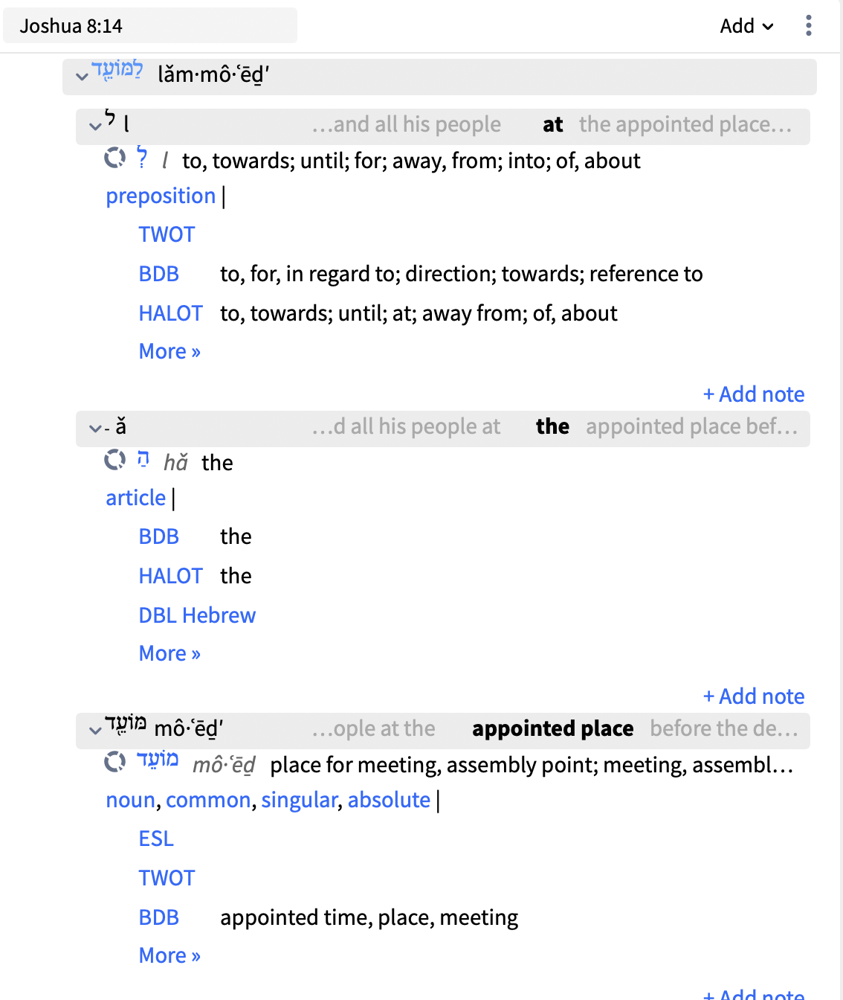 Joshua 8:14 Add
לַמּוֹעֵ֖ד lăm·mô·ʿēḏʹ
ל l …and all his people at the appointed place…
לְ l to, towards; until; for; away, from; into; of, about
preposition |
TWOT
BDB to, for, in regard to; direction; towards; reference to
HALOT to, towards; until; at; away from; of, about
More »
+ Add note
- ă …d all his people at the appointed place bef…
הַ hă the
article |
BDB the
HALOT the
DBL Hebrew
More »
+ Add note
מּוֹעֵ֖ד mô·ʿēḏʹ …ople at the appointed place before the de…
מוֹעֵד mô·ʿēḏ place for meeting, assembly point; meeting, assembl…
noun, common, singular, absolute |
ESL
TWOT
BDB appointed time, place, meeting
More »
+ Add note